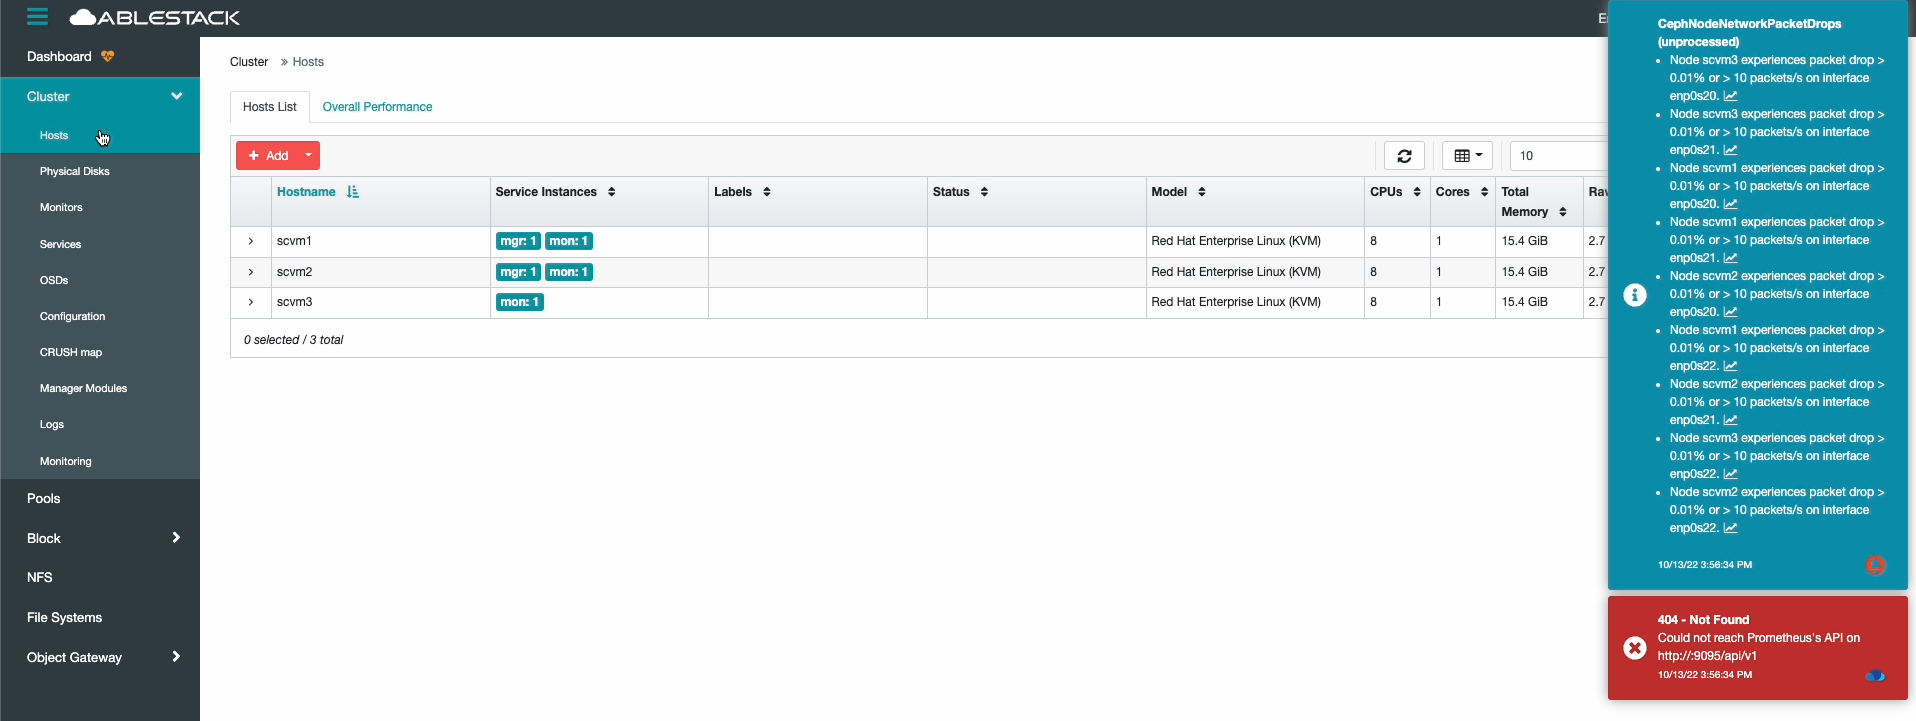 ABLESTACK
Dashboard
Cluster
Hosts
Physical Disks
Monitors
Services
OSDs
Configuration
CRUSH map
Manager Modules
Logs
Monitoring
Pools
Block
NFS
File Systems
Object Gateway
Cluster » Hosts
Hosts List Overall Performance
+ Add
10
Hostname Service Instances Labels Status Model CPUs Cores Total Memory
scvm1 mgr: 1 mon: 1 Red Hat Enterprise Linux (KVM) 8 1 15.4 GiB 2.7
scvm2 mgr: 1 mon: 1 Red Hat Enterprise Linux (KVM) 8 1 15.4 GiB 2.7
scvm3 mon: 1 Red Hat Enterprise Linux (KVM) 8 1 15.4 GiB 2.7
0 selected / 3 total
CephNodeNetworkPacketDrops
(unprocessed)
• Node scvm3 experiences packet drop >
0.01% or > 10 packets/s on interface
enp0s20.
• Node scvm3 experiences packet drop >
0.01% or > 10 packets/s on interface
enp0s21.
• Node scvm1 experiences packet drop >
0.01% or > 10 packets/s on interface
enp0s20.
• Node scvm1 experiences packet drop >
0.01% or > 10 packets/s on interface
enp0s21.
• Node scvm2 experiences packet drop >
0.01% or > 10 packets/s on interface
enp0s20.
• Node scvm1 experiences packet drop >
0.01% or > 10 packets/s on interface
enp0s22.
• Node scvm2 experiences packet drop >
0.01% or > 10 packets/s on interface
enp0s21.
• Node scvm3 experiences packet drop >
0.01% or > 10 packets/s on interface
enp0s22.
• Node scvm2 experiences packet drop >
0.01% or > 10 packets/s on interface
enp0s22.
10/13/22 3:56:34 PM
404 - Not Found
Could not reach Prometheus's API on
http://:9095/api/v1
10/13/22 3:56:34 PM